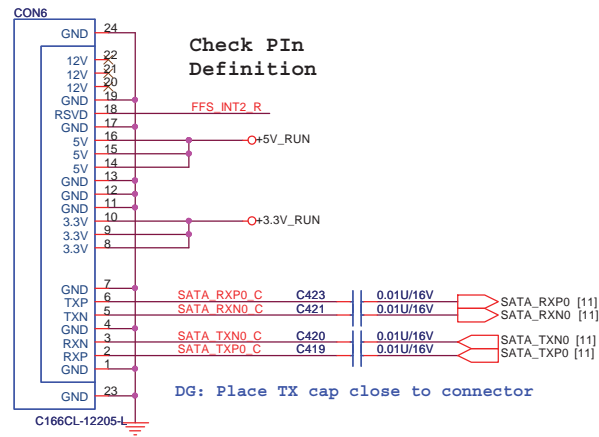 CON6
GND 24
Check PIn
Definition
12V 22
12V 21
12V 20
GND 19
RSVD 18 FFS_INT2_R
GND 17
5V 16 +5V_RUN
5V 15
5V 14
GND 13
GND 12
GND 11
3.3V 10 +3.3V_RUN
3.3V 9
3.3V 8
GND 7
TXP 6 SATA_RXP0_C C423 0.01U/16V SATA_RXP0 [11]
TXN 5 SATA_RXN0_C C421 0.01U/16V SATA_RXN0 [11]
GND 4
RXN 3 SATA_TXN0_C C420 0.01U/16V SATA_TXN0 [11]
RXP 2 SATA_TXP0_C C419 0.01U/16V SATA_TXP0 [11]
GND 1
GND 23
DG: Place TX cap close to connector
C166CL-12205-L